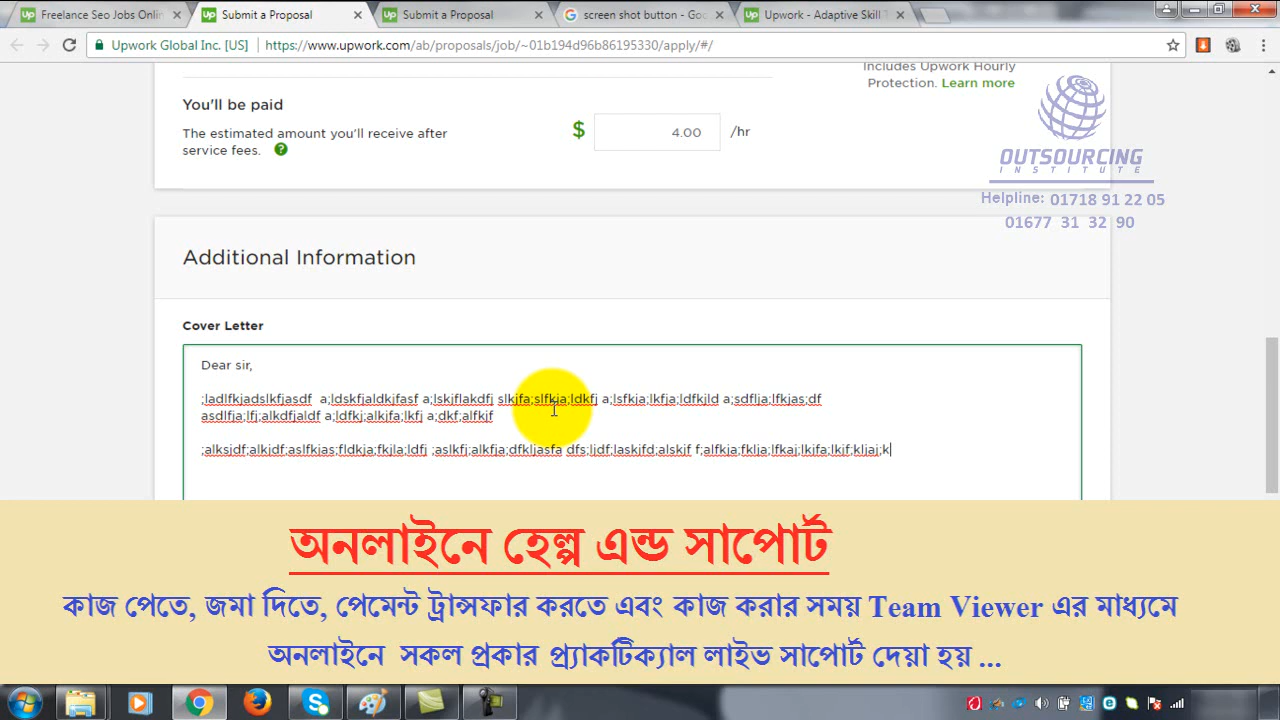 Freelance Seo Jobs Onlin
Submit a Proposal
Submit a Proposal
screen shot button - Goo
Upwork - Adaptive Skill T
Upwork Global Inc. [US]
https://www.upwork.com/ab/proposals/job/~01b194d96b86195330/apply/#/
Includes Upwork Hourly
Protection. Learn more
You'll be paid
The estimated amount you'll receive after
service fees.
$ 4.00 /hr
OUTSOURCING
INSTITUTE
Helpline: 01718 91 22 05
01677 31 32 90
Additional Information
Cover Letter
Dear sir,
;ladlfkjadslkfjasdf a;ldskfjaldkjfasf a;lskjflakdfj slkjfa;slfkja;ldkfj a;lsfkja;lkfja;ldfkjld a;sdflja;lfkjas;df
asdlfja;lfj;alkdfjaldf a;ldfkj;alkjfa;lkfj a;dkf;alfkjf
;alksjdf;alkjdf;aslfkjas;fldkja;fkjla;ldfj ;aslkfj;alkfja;dfkljasfa dfs;ljdf;laskjfd;alskjf f;alfkja;fklja;lfkaj;lkjfa;lkjf;kljaj;k
অনলাইনে হেল্প এন্ড সাপোর্ট
কাজ পেতে, জমা দিতে, পেমেন্ট ট্রান্সফার করতে এবং কাজ করার সময় Team Viewer এর মাধ্যমে
অনলাইনে সকল প্রকার প্র্যাকটিক্যাল লাইভ সাপোর্ট দেয়া হয় ...